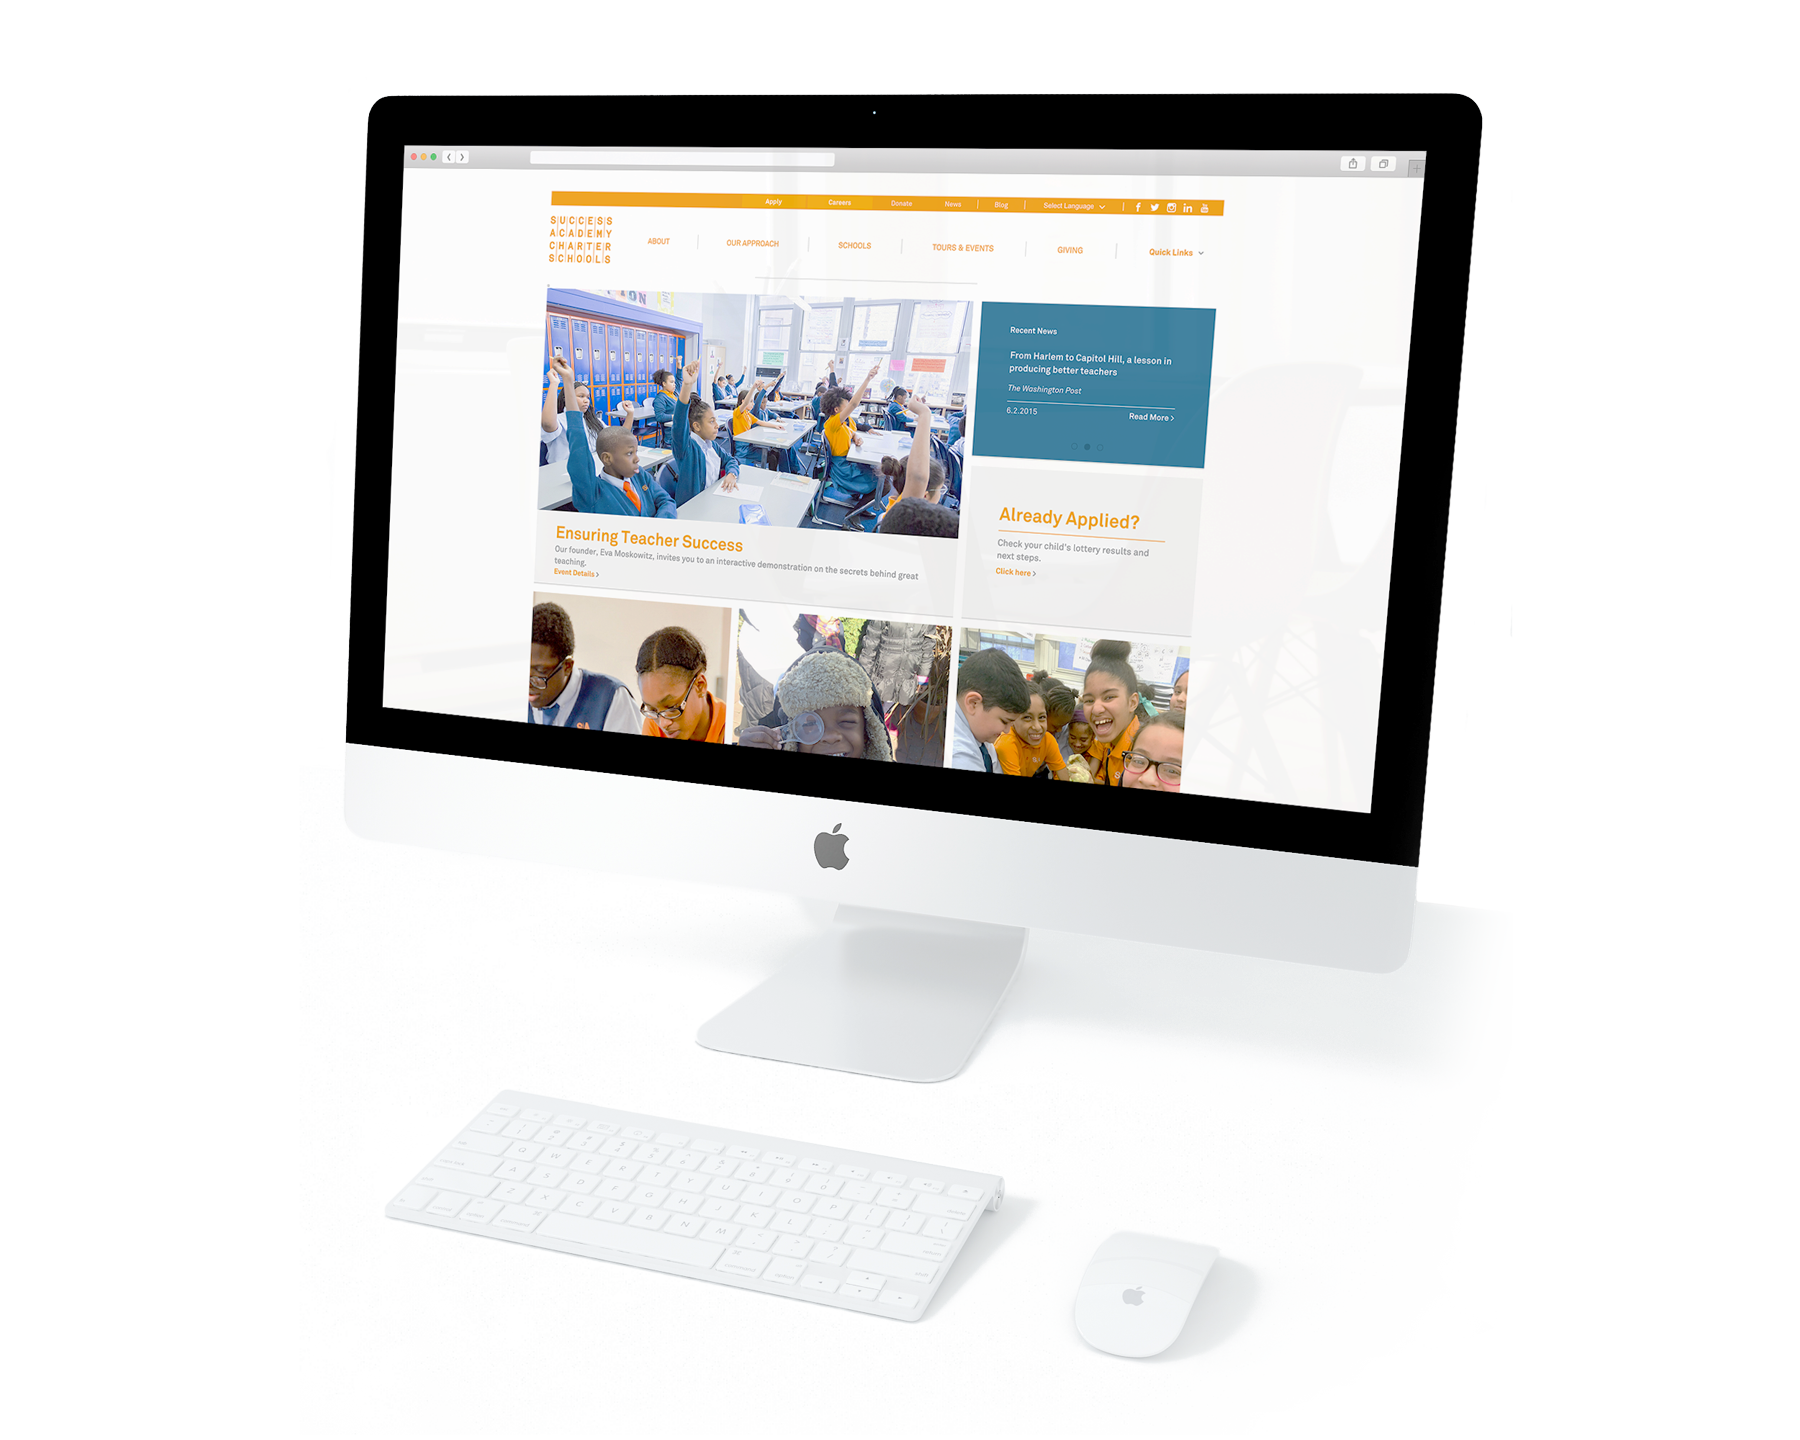 Apply Careers Donate News Blog Select Language
SUCCESS
ACADEMY
CHARTER
SCHOOLS
ABOUT OUR APPROACH SCHOOLS TOURS & EVENTS GIVING Quick Links
Recent News
From Harlem to Capitol Hill, a lesson in
producing better teachers
The Washington Post
6.2.2015 Read More >
Ensuring Teacher Success
Our founder, Eva Moskowitz, invites you to an interactive demonstration on the secrets behind great
teaching.
Event Details >
Already Applied?
Check your child's lottery results and
next steps.
Click here >
Q W E R T Y U I O P
A S D F G H J K L
Z X C V B N M